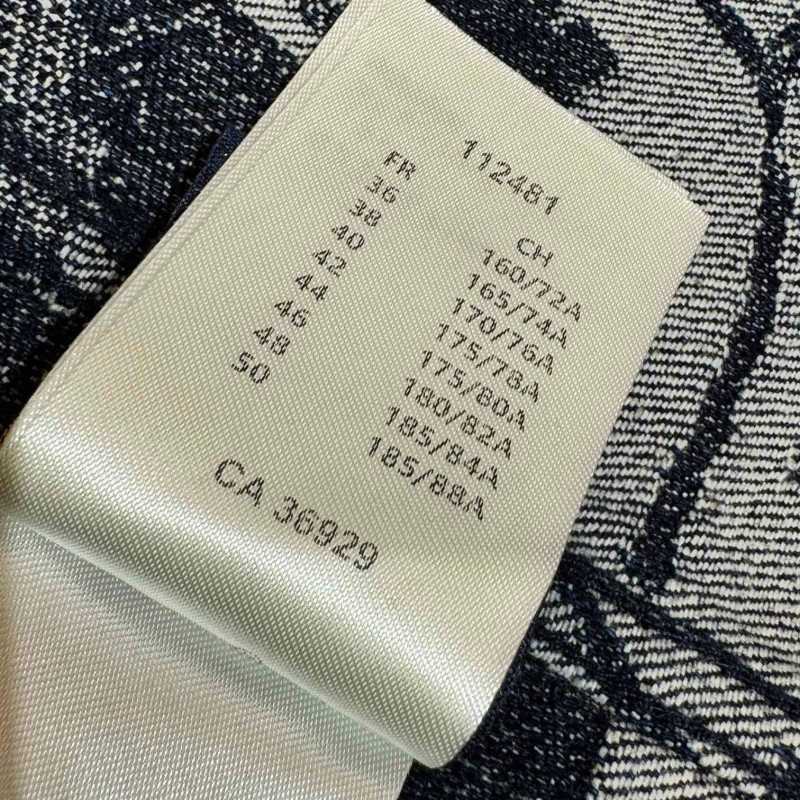 112481
FR CH
36 160/72A
38 165/74A
40 170/76A
42 175/78A
44 175/80A
46 180/82A
48 185/84A
50 185/88A
CA 36929